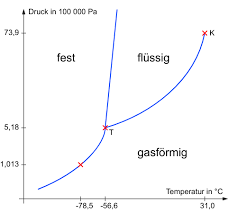 Druck in 100 000 Pa
73,9
K
fest
flüssig
5,18
T
gasförmig
1,013
Temperatur in °C
-78,5
-56,6
31,0